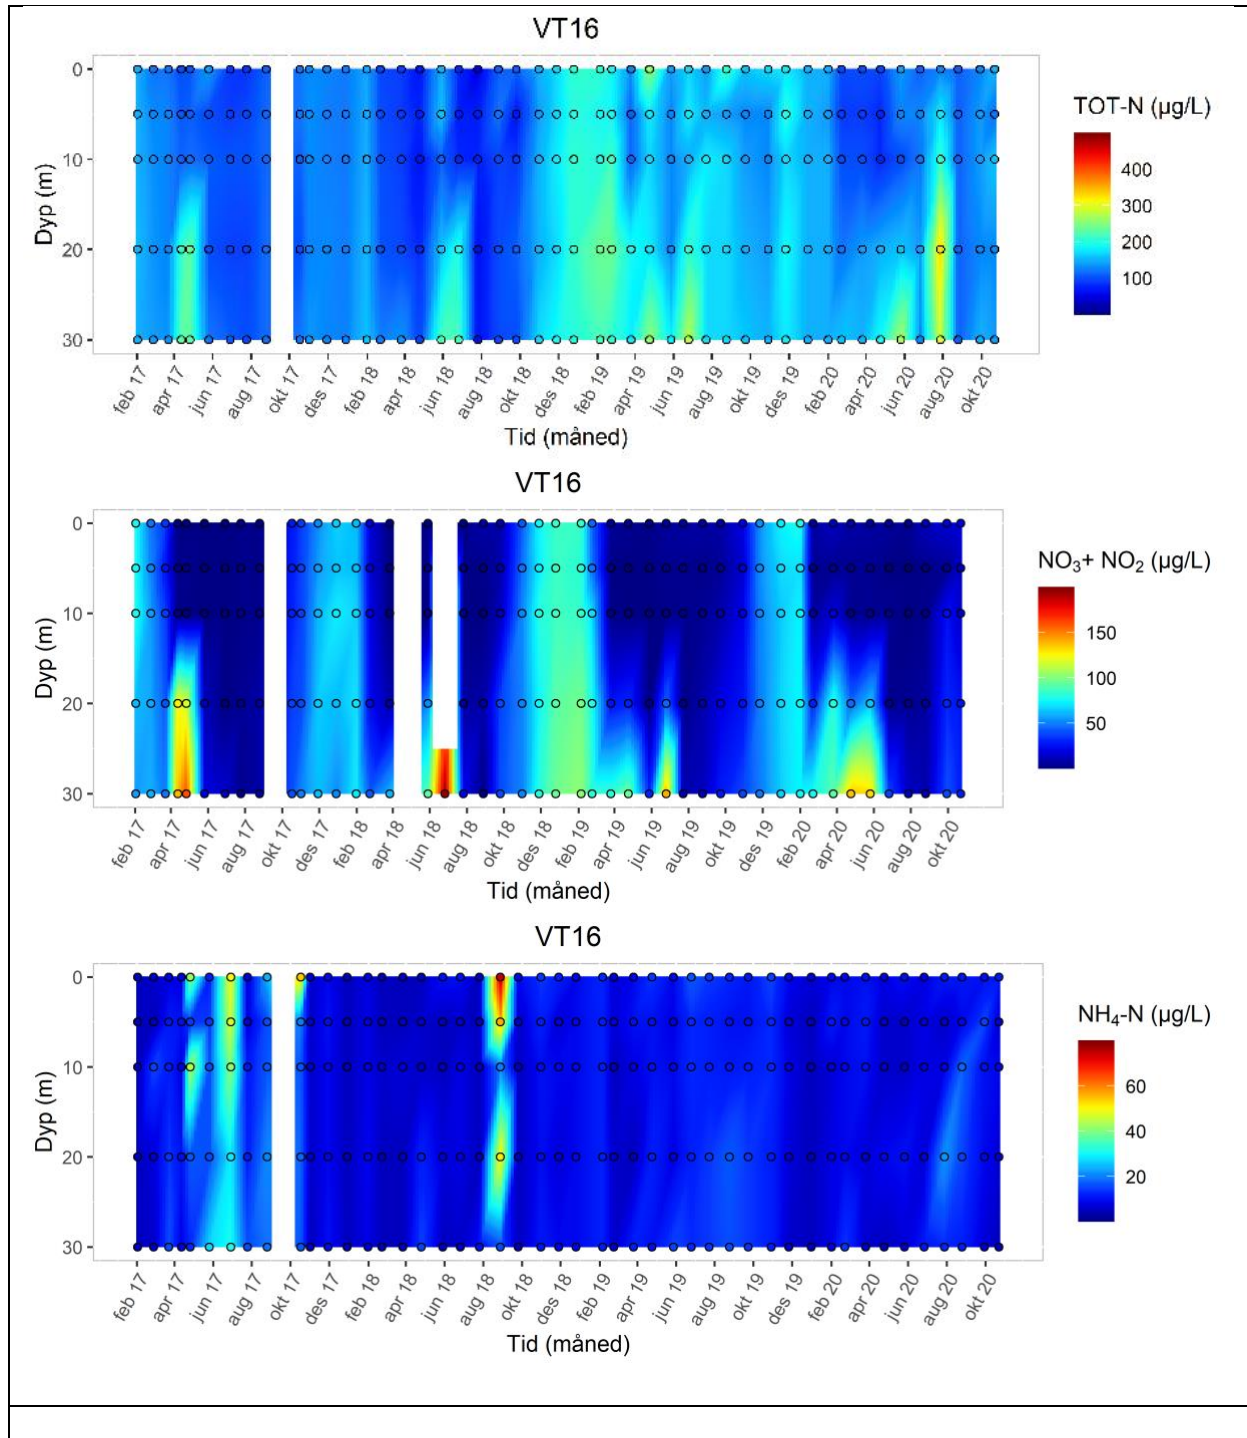 VT16
0
10
20
30
Dyp (m)
feb 17 apr 17 jun 17 aug 17 okt 17 des 17 feb 18 apr 18 jun 18 aug 18 okt 18 des 18 feb 19 apr 19 jun 19 aug 19 okt 19 des 19 feb 20 apr 20 jun 20 aug 20 okt 20
Tid (måned)
TOT-N (µg/L)
400
300
200
100
VT16
0
10
20
30
Dyp (m)
feb 17 apr 17 jun 17 aug 17 okt 17 des 17 feb 18 apr 18 jun 18 aug 18 okt 18 des 18 feb 19 apr 19 jun 19 aug 19 okt 19 des 19 feb 20 apr 20 jun 20 aug 20 okt 20
Tid (måned)
NO₃+ NO₂ (µg/L)
150
100
50
VT16
0
10
20
30
Dyp (m)
feb 17 apr 17 jun 17 aug 17 okt 17 des 17 feb 18 apr 18 jun 18 aug 18 okt 18 des 18 feb 19 apr 19 jun 19 aug 19 okt 19 des 19 feb 20 apr 20 jun 20 aug 20 okt 20
Tid (måned)
NH₄-N (µg/L)
60
40
20